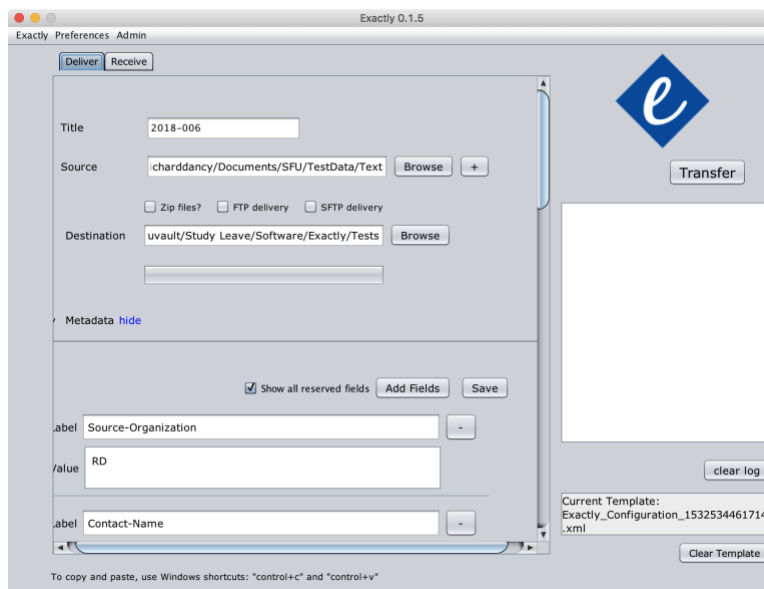 Exactly 0.1.5
Exactly Preferences Admin
Deliver Receive
e
Title 2018-006
Transfer
Source charddancy/Documents/SFU/TestData/Text Browse +
Zip files? FTP delivery SFTP delivery
Destination uvault/Study Leave/Software/Exactly/Tests Browse
Metadata hide
Show all reserved fields Add Fields Save
abel Source-Organization -
alue RD
clear log
abel Contact-Name -
Current Template:
Exactly_Configuration_1532534461714
.xml
Clear Template
To copy and paste, use Windows shortcuts: "control+c" and "control+v"